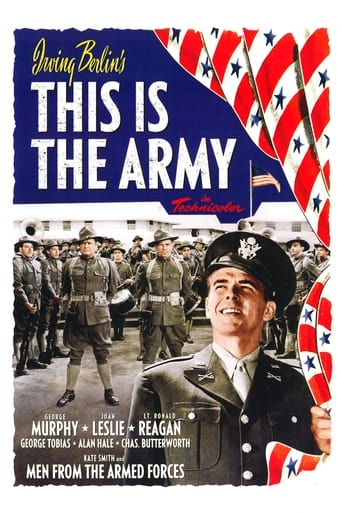 Irving Berlin's
THIS IS
THE ARMY
in
Technicolor
GEORGE JOAN LT. RONALD
MURPHY ★ LESLIE ★ REAGAN
GEORGE TOBIAS · ALAN HALE · CHAS. BUTTERWORTH
KATE SMITH and
MEN FROM THE ARMED FORCES